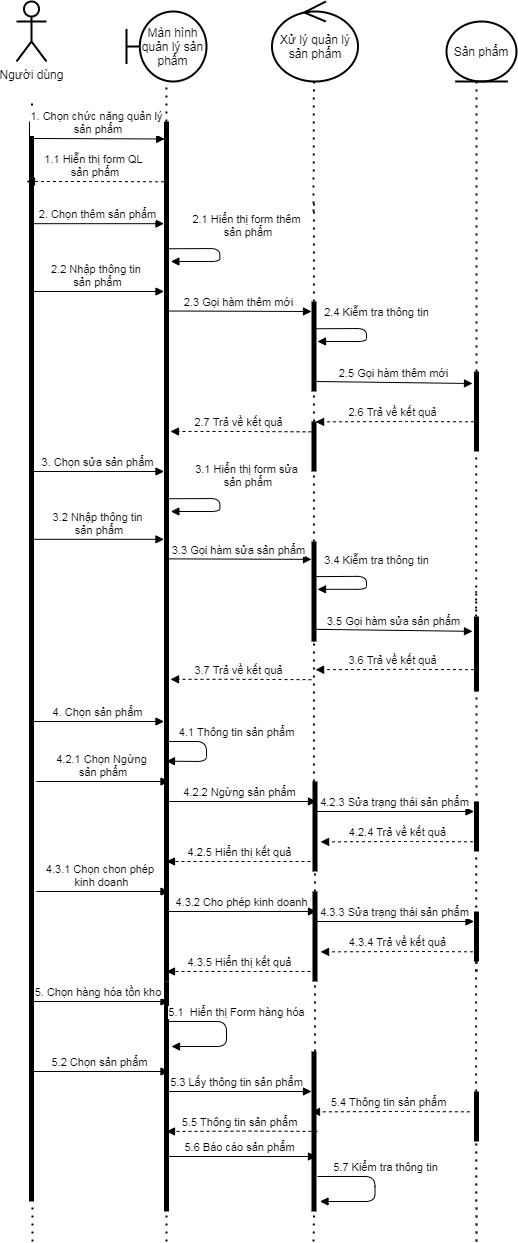 Người dùng
Màn hình
quản lý sản
phẩm
Xử lý quản lý
sản phẩm
Sản phẩm
1. Chọn chức năng quản lý
sản phẩm
1.1 Hiển thị form QL
sản phẩm
2. Chọn thêm sản phẩm
2.1 Hiển thị form thêm
sản phẩm
2.2 Nhập thông tin
sản phẩm
2.3 Gọi hàm thêm mới
2.4 Kiểm tra thông tin
2.5 Gọi hàm thêm mới
2.6 Trả về kết quả
2.7 Trả về kết quả
3. Chọn sửa sản phẩm
3.1 Hiển thị form sửa
sản phẩm
3.2 Nhập thông tin
sản phẩm
3.3 Gọi hàm sửa sản phẩm
3.4 Kiểm tra thông tin
3.5 Gọi hàm sửa sản phẩm
3.6 Trả về kết quả
3.7 Trả về kết quả
4. Chọn sản phẩm
4.1 Thông tin sản phẩm
4.2.1 Chọn Ngừng
sản phẩm
4.2.2 Ngừng sản phẩm
4.2.3 Sửa trạng thái sản phẩm
4.2.4 Trả về kết quả
4.2.5 Hiển thị kết quả
4.3.1 Chọn chon phép
kinh doanh
4.3.2 Cho phép kinh doanh
4.3.3 Sửa trạng thái sản phẩm
4.3.4 Trả về kết quả
4.3.5 Hiển thị kết quả
5. Chọn hàng hóa tồn kho
5.1 Hiển thị Form hàng hóa
5.2 Chọn sản phẩm
5.3 Lấy thông tin sản phẩm
5.4 Thông tin sản phẩm
5.5 Thông tin sản phẩm
5.6 Báo cáo sản phẩm
5.7 Kiểm tra thông tin